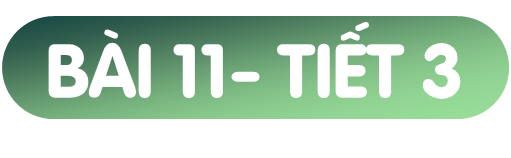 BÀI 11- TIẾT 3